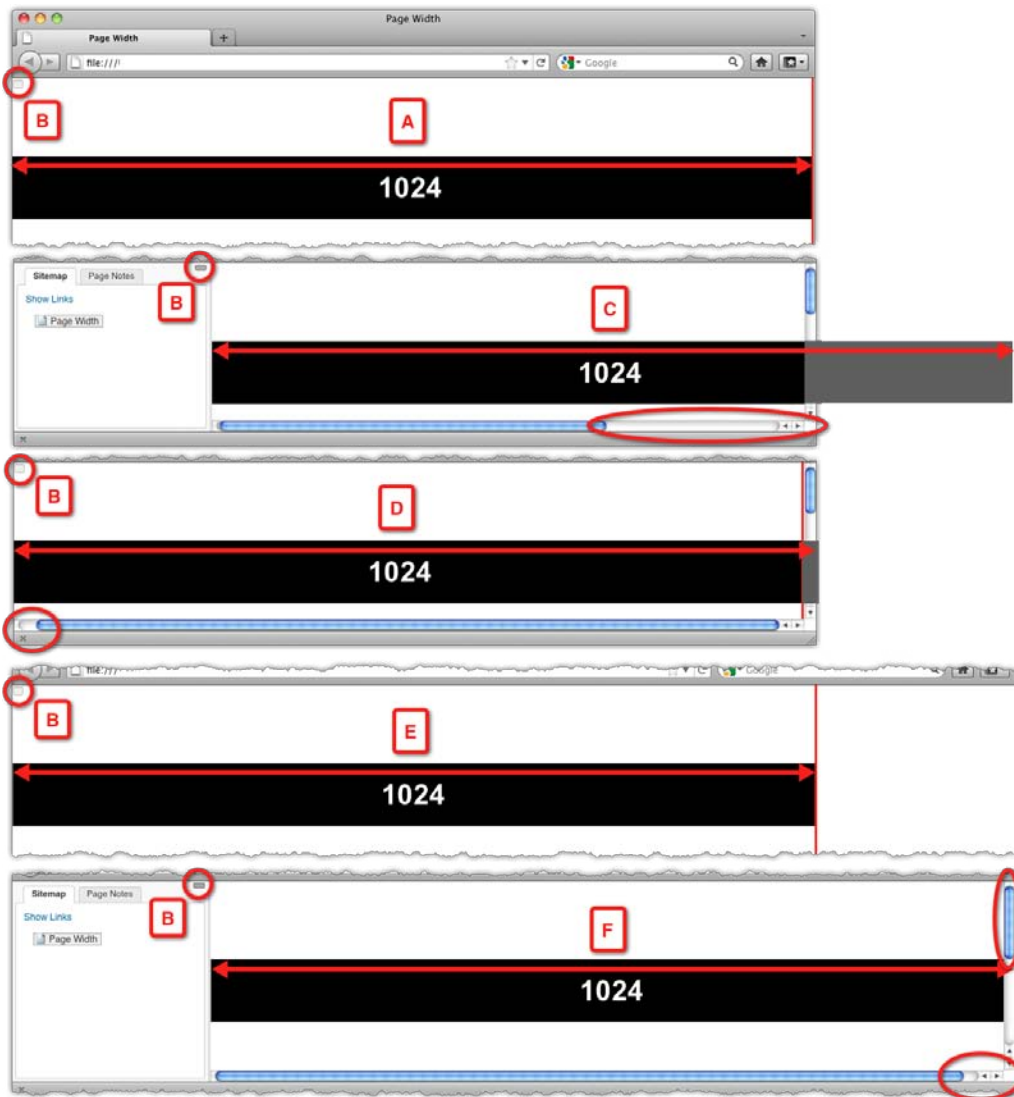 Page Width
Page Width
file:///
Google
B
A
1024
Sitemap Page Notes
B
Show Links
Page Width
C
1024
B
D
1024
file:///
Google
B
E
1024
Sitemap Page Notes
B
Show Links
Page Width
F
1024